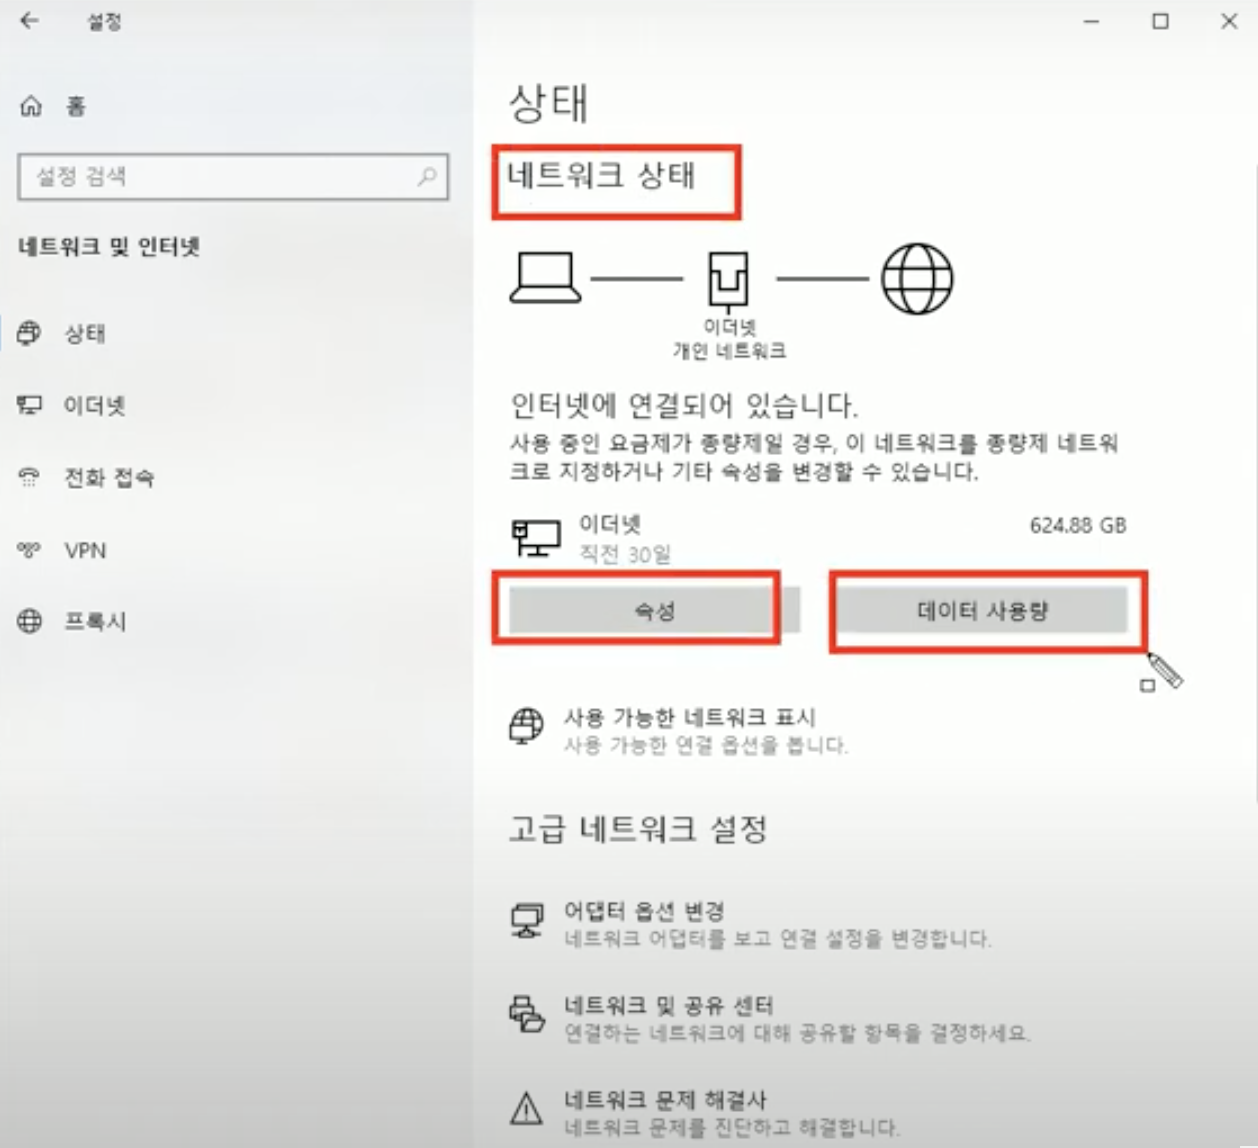 설정
홈
설정 검색
네트워크 및 인터넷
상태
이더넷
전화 접속
VPN
프록시
상태
네트워크 상태
이더넷
개인 네트워크
인터넷에 연결되어 있습니다.
사용 중인 요금제가 종량제일 경우, 이 네트워크를 종량제 네트워
크로 지정하거나 기타 속성을 변경할 수 있습니다.
이더넷
624.88 GB
직전 30일
속성
데이터 사용량
사용 가능한 네트워크 표시
사용 가능한 연결 옵션을 봅니다.
고급 네트워크 설정
어댑터 옵션 변경
네트워크 어댑터를 보고 연결 설정을 변경합니다.
네트워크 및 공유 센터
연결하는 네트워크에 대해 공유할 항목을 결정하세요.
네트워크 문제 해결사
네트워크 문제를 진단하고 해결합니다.